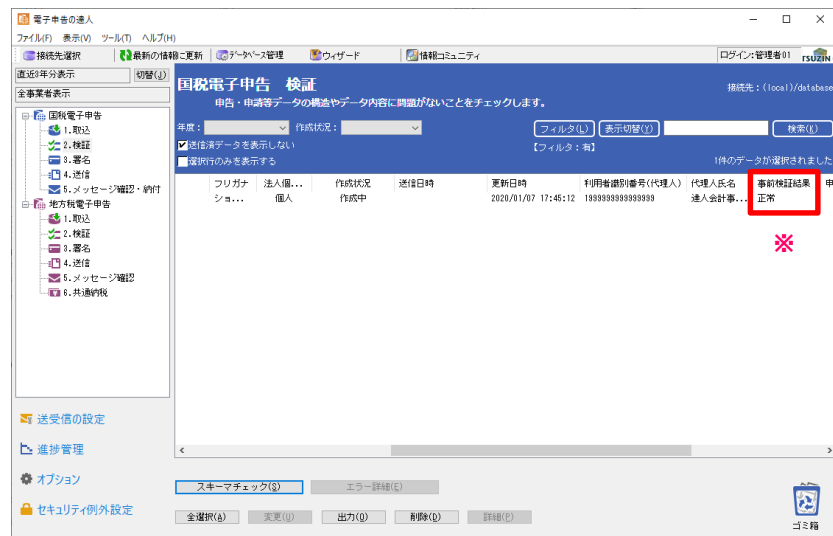 電子申告の達人
ファイル(F) 表示(V) ツール(T) ヘルプ(H)
接続先選択 最新の情報に更新 データベース管理 ウィザード 情報コミュニティ ログイン:管理者01 rsuzin
直近3年分表示 切替(J)
全事業者表示
国税電子申告
1.取込
2.検証
3.署名
4.送信
5.メッセージ確認・納付
地方税電子申告
1.取込
2.検証
3.署名
4.送信
5.メッセージ確認
6.共通納税
送受信の設定
進捗管理
オプション
セキュリティ例外設定
国税電子申告 検証
接続先:(local)/database
申告・申請等データの構造やデータ内容に問題がないことをチェックします。
年度: 作成状況: フィルタ(L) 表示切替(Y) 検索(K)
送信済データを表示しない 【フィルタ:有】
選択行のみを表示する 1件のデータが選択されました
フリガナ 法人個... 作成状況 送信日時 更新日時 利用者識別番号(代理人) 代理人氏名 事前検証結果 申
ショ... 個人 作成中 2020/01/07 17:45:12 1999999999999999 達人会計事... 正常
※
スキーマチェック(S) エラー詳細(E)
全選択(A) 変更(U) 出力(O) 削除(D) 詳細(P)
ゴミ箱